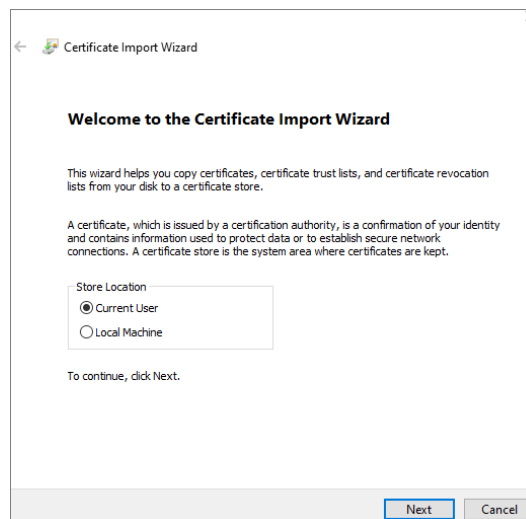 Certificate Import Wizard
Welcome to the Certificate Import Wizard
This wizard helps you copy certificates, certificate trust lists, and certificate revocation
lists from your disk to a certificate store.
A certificate, which is issued by a certification authority, is a confirmation of your identity
and contains information used to protect data or to establish secure network
connections. A certificate store is the system area where certificates are kept.
Store Location
Current User
Local Machine
To continue, click Next.
Next
Cancel